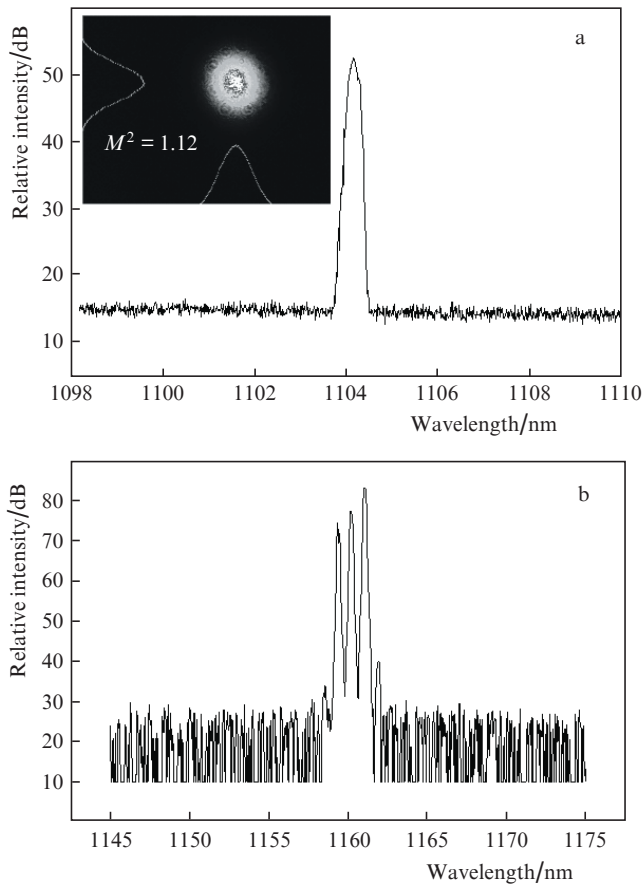 a
Relative intensity/dB
50
40
30
20
10
M² = 1.12
1098 1100 1102 1104 1106 1108 1110
Wavelength/nm
b
Relative intensity/dB
80
70
60
50
40
30
20
10
1145 1150 1155 1160 1165 1170 1175
Wavelength/nm